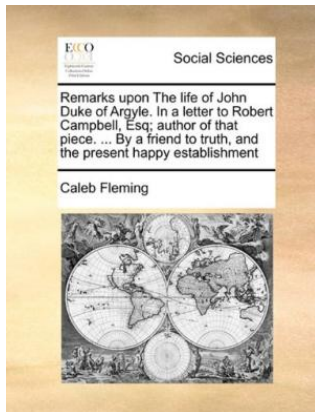 ECCO
Social Sciences
Remarks upon The life of John
Duke of Argyle. In a letter to Robert
Campbell, Esq; author of that
piece. ... By a friend to truth, and
the present happy establishment
Caleb Fleming